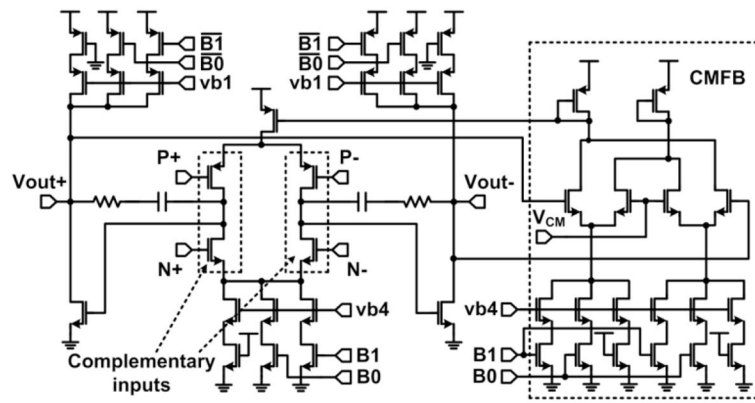 B1
B0
vb1
B1
B0
vb1
CMFB
P+
P-
Vout+
Vout-
VCM
N+
N-
vb4
vb4
Complementary
inputs
B1
B0
B1
B0